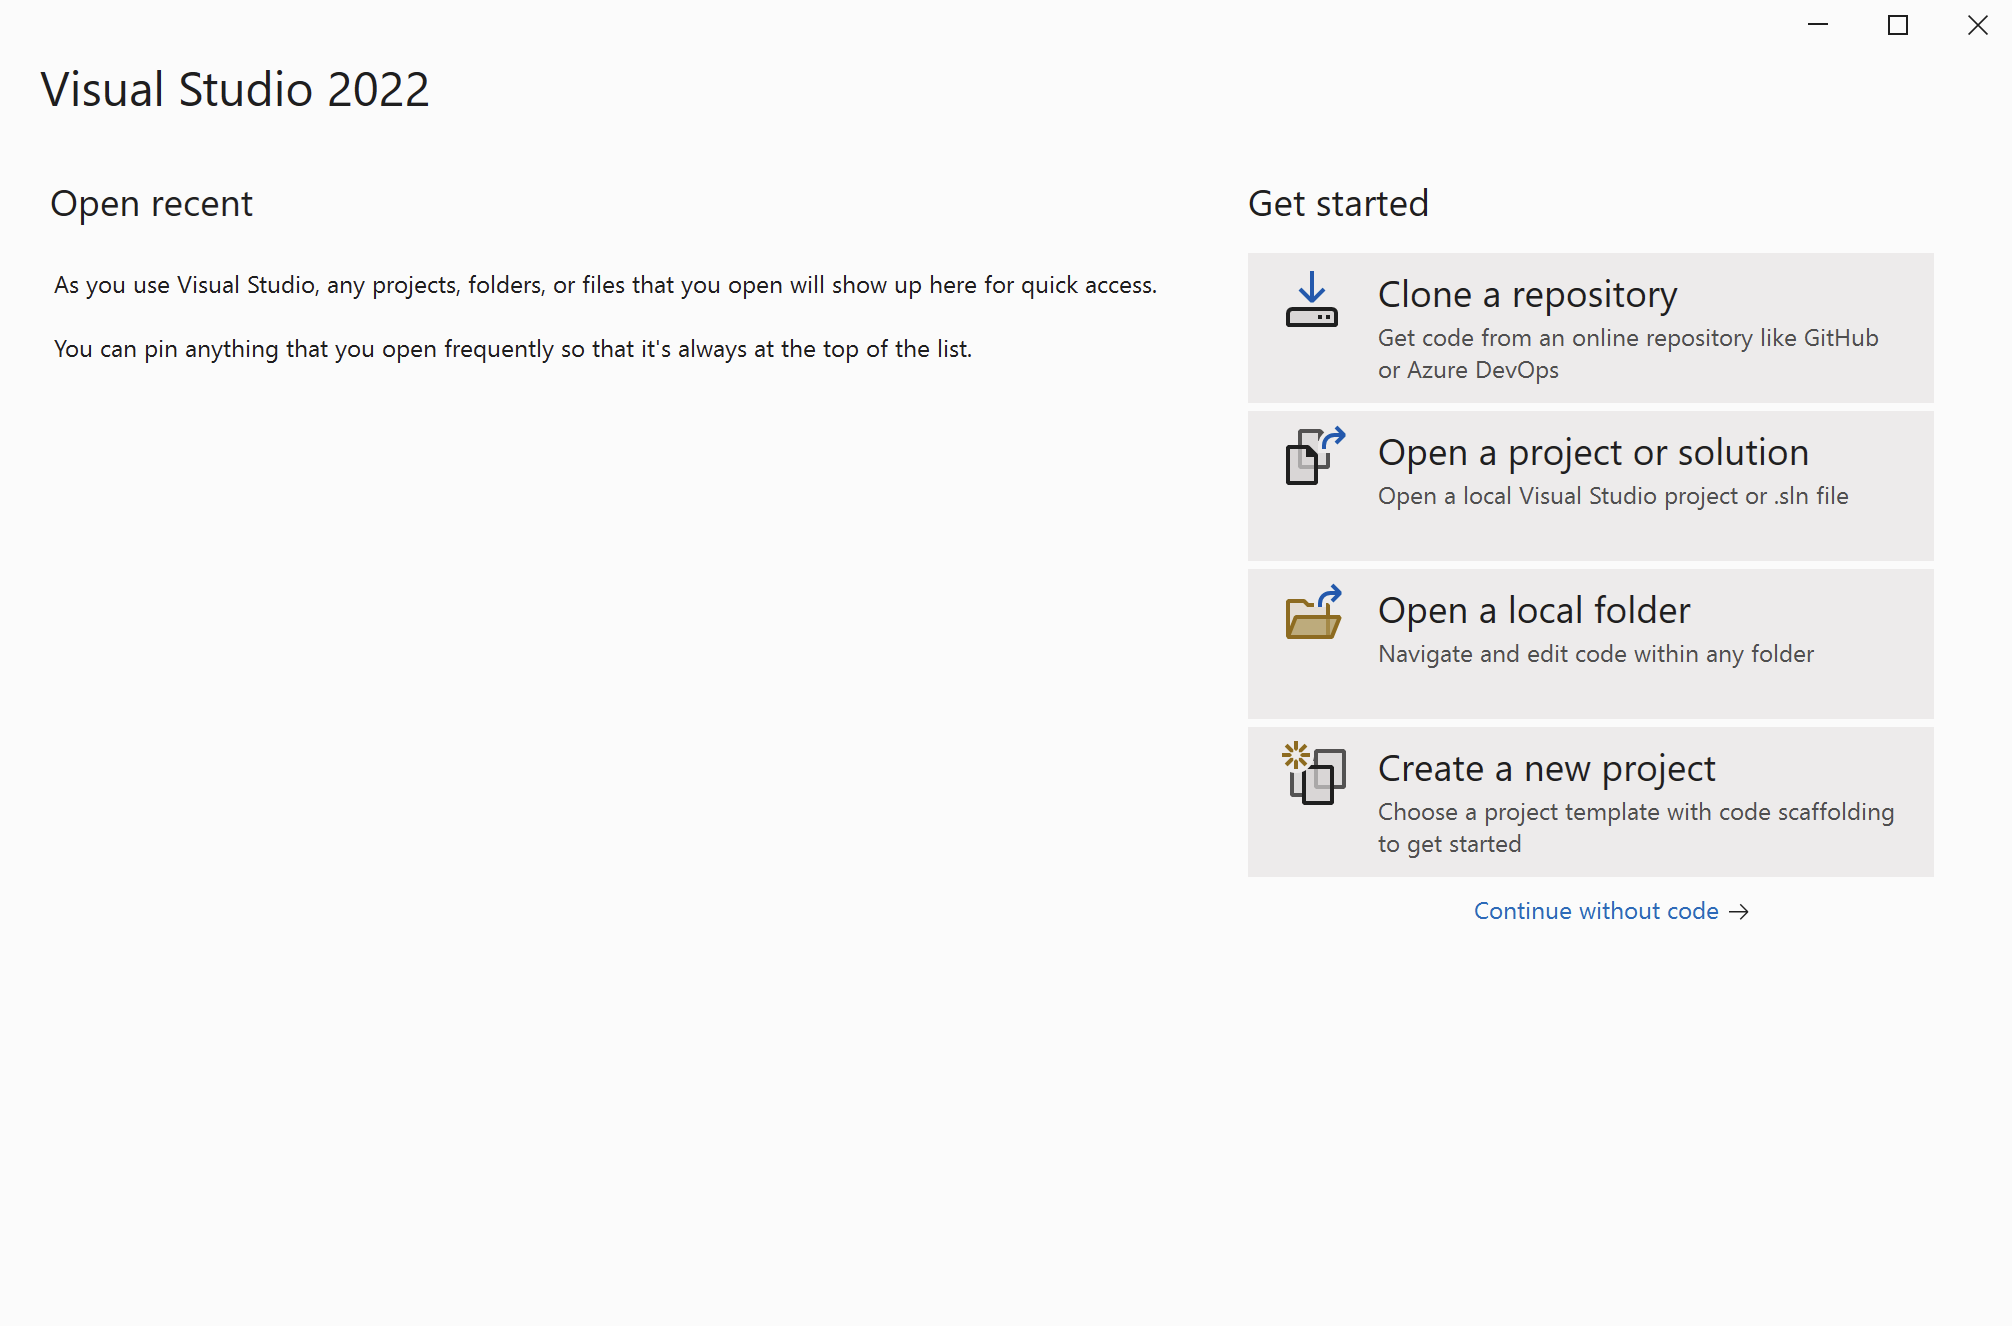 Visual Studio 2022
Open recent
As you use Visual Studio, any projects, folders, or files that you open will show up here for quick access.
You can pin anything that you open frequently so that it's always at the top of the list.
Get started
Clone a repository
Get code from an online repository like GitHub
or Azure DevOps
Open a project or solution
Open a local Visual Studio project or .sln file
Open a local folder
Navigate and edit code within any folder
Create a new project
Choose a project template with code scaffolding
to get started
Continue without code →